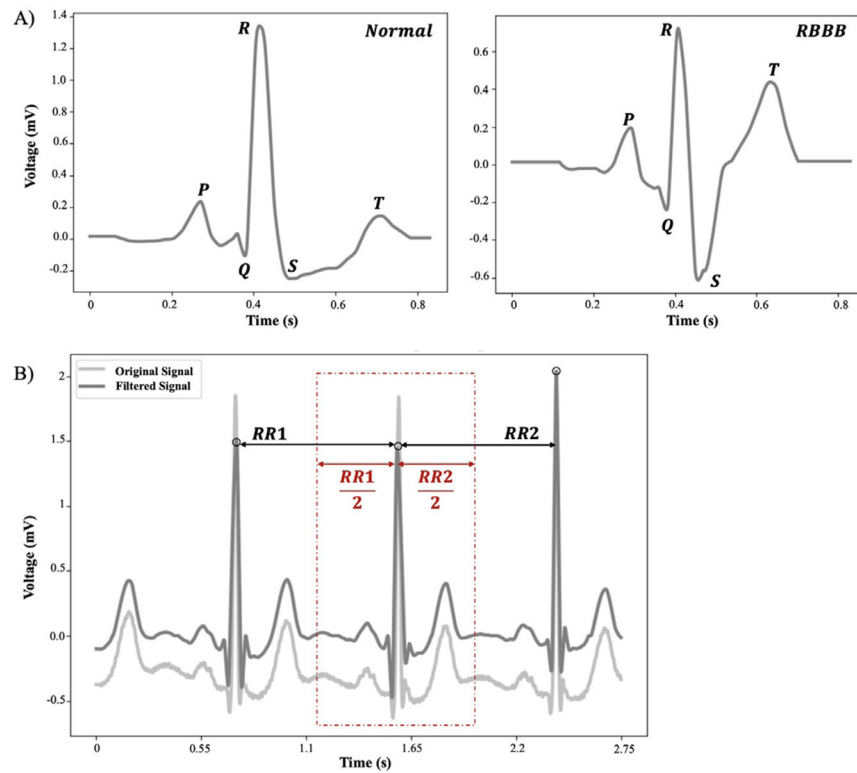 A)
Normal
R
P
Q
S
T
Voltage (mV)
1.4
1.2
1.0
0.8
0.6
0.4
0.2
0.0
-0.2
0
0.2
0.4
0.6
0.8
Time (s)
RBBB
R
P
Q
S
T
0.6
0.4
0.2
0.0
-0.2
-0.4
-0.6
0
0.2
0.4
0.6
0.8
Time (s)
B)
Original Signal
Filtered Signal
RR1
RR2
RR1
2
RR2
2
Voltage (mV)
2
1.5
1
0.5
0.0
-0.5
0
0.55
1.1
1.65
2.2
2.75
Time (s)